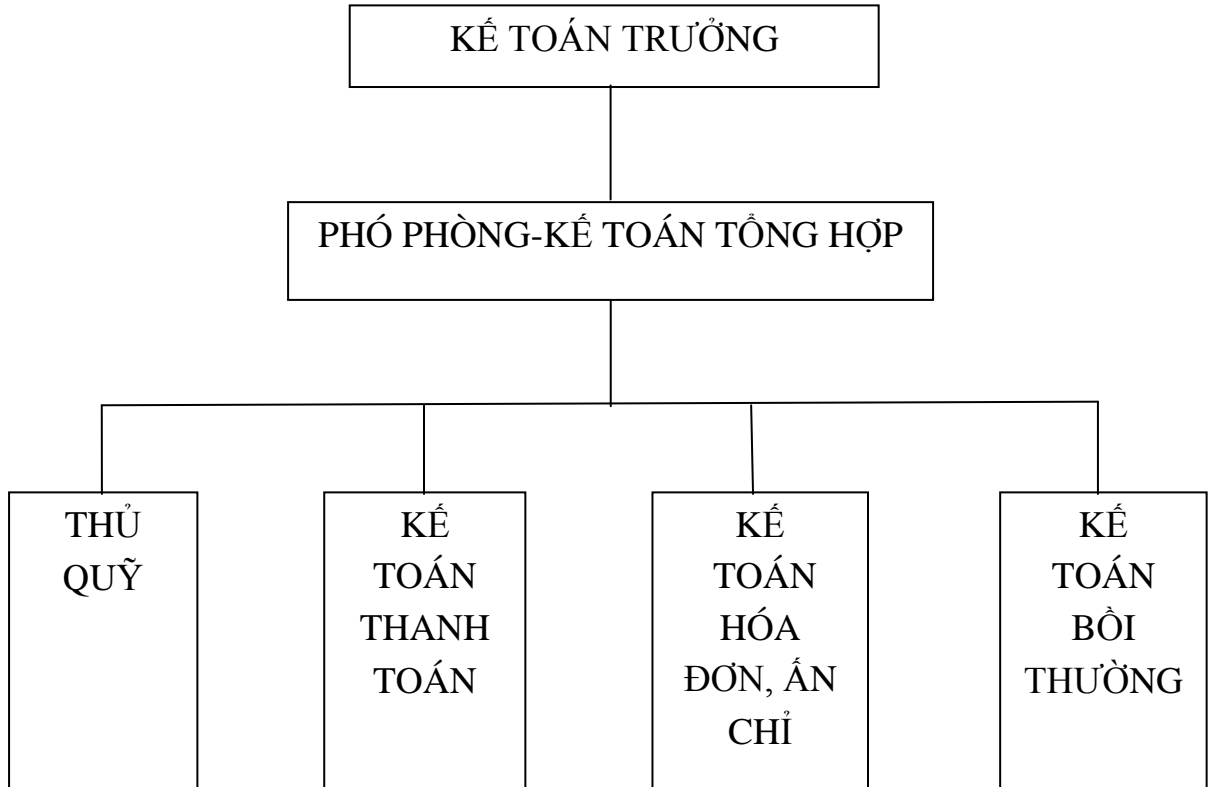 KẾ TOÁN TRƯỞNG
PHÓ PHÒNG-KẾ TOÁN TỔNG HỢP
THỦ
QUỸ
KẾ
TOÁN
THANH
TOÁN
KẾ
TOÁN
HÓA
ĐƠN, ẤN
CHỈ
KẾ
TOÁN
BỒI
THƯỜNG